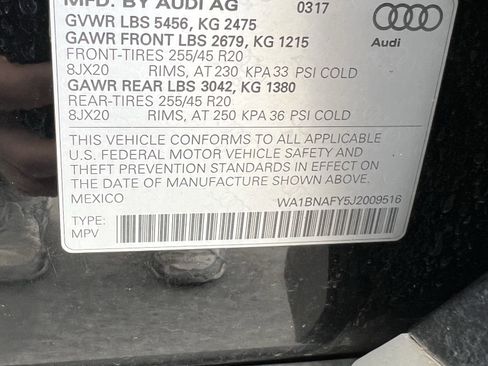 MFD. BY AUDI AG 0317
GVWR LBS 5456, KG 2475
GAWR FRONT LBS 2679, KG 1215
FRONT-TIRES 255/45 R20
8JX20 RIMS, AT 230 KPA 33 PSI COLD
GAWR REAR LBS 3042, KG 1380
REAR-TIRES 255/45 R20
8JX20 RIMS, AT 250 KPA 36 PSI COLD
Audi
THIS VEHICLE CONFORMS TO ALL APPLICABLE
U.S. FEDERAL MOTOR VEHICLE SAFETY AND
THEFT PREVENTION STANDARDS IN EFFECT ON
THE DATE OF MANUFACTURE SHOWN ABOVE.
MEXICO WA1BNAFY5J2009516
TYPE:
MPV